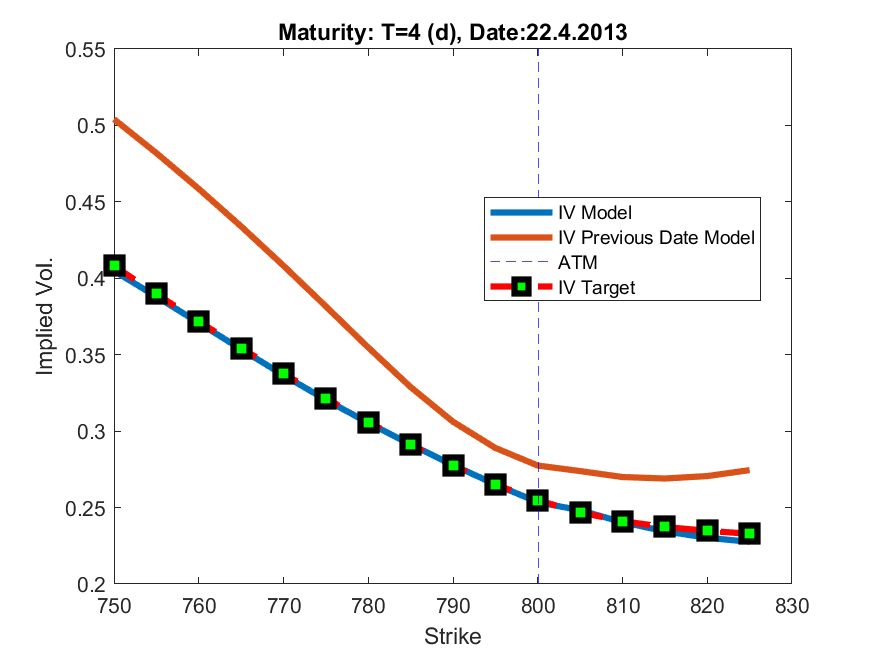 Maturity: T=4 (d), Date:22.4.2013
0.55
0.5
0.45
0.4
0.35
0.3
0.25
0.2
Implied Vol.
IV Model
IV Previous Date Model
ATM
IV Target
750
760
770
780
790
800
810
820
830
Strike